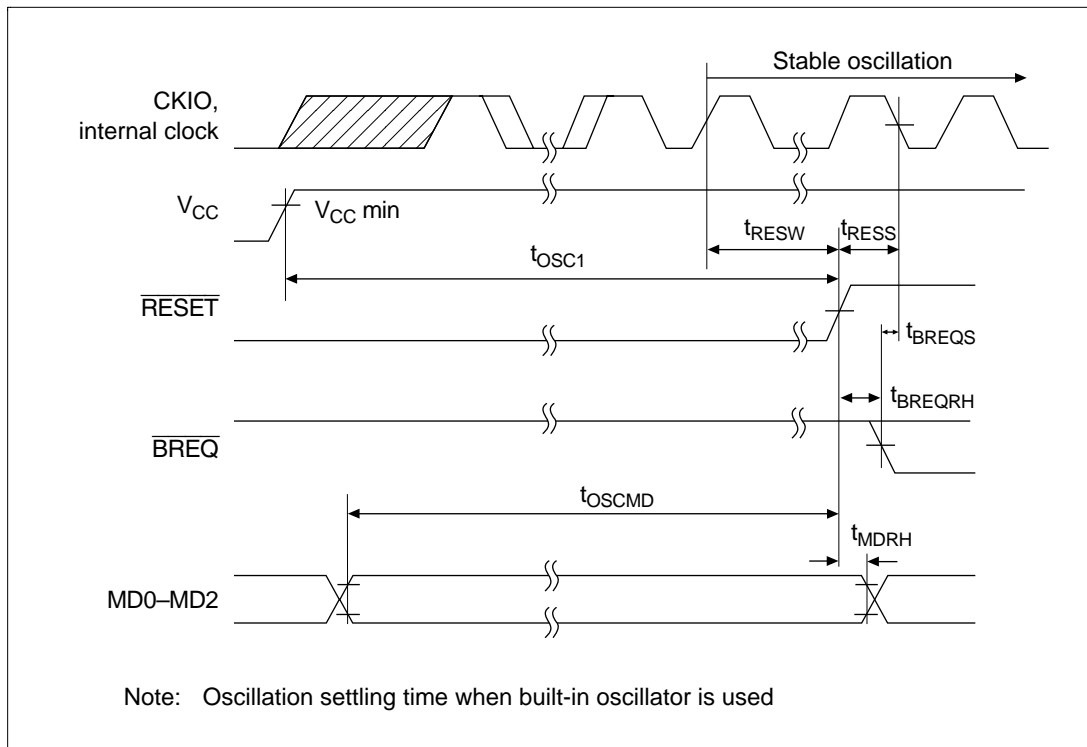 Stable oscillation
CKIO,
internal clock
VCC
VCC min
tRESW
tRESS
tOSC1
RESET
tBREQS
tBREQRH
BREQ
tOSCMD
tMDRH
MD0–MD2
Note: Oscillation settling time when built-in oscillator is used